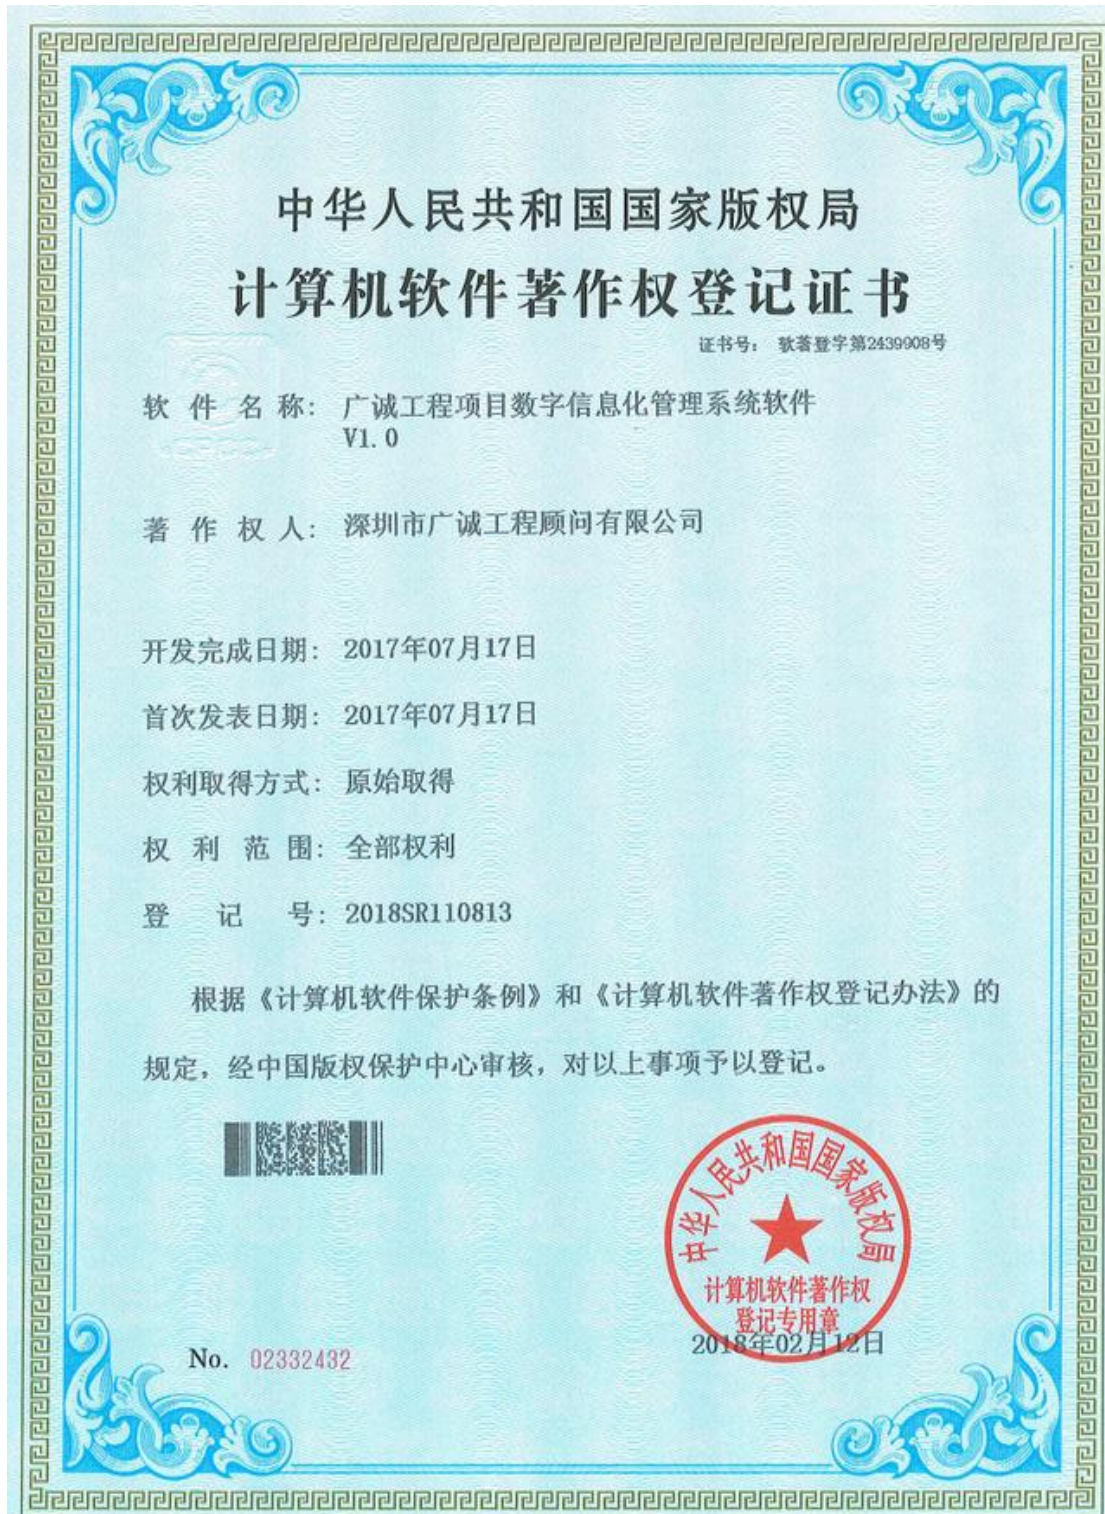 中华人民共和国国家版权局
计算机软件著作权登记证书
证书号： 软著登字第2439908号
软件名称： 广诚工程项目数字信息化管理系统软件
V1.0
著作权人： 深圳市广诚工程顾问有限公司
开发完成日期： 2017年07月17日
首次发表日期： 2017年07月17日
权利取得方式： 原始取得
权利范围： 全部权利
登记号： 2018SR110813
根据《计算机软件保护条例》和《计算机软件著作权登记办法》的
规定，经中国版权保护中心审核，对以上事项予以登记。
中华人民共和国国家版权局
计算机软件著作权
登记专用章
2018年02月12日
No. 02332432